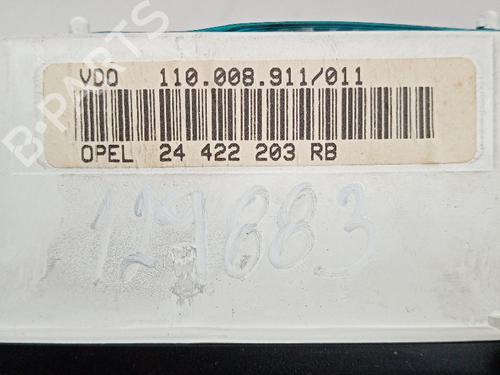 VDO 110.008.911/011
OPEL 24 422 203 RB
129883
B-PARTS